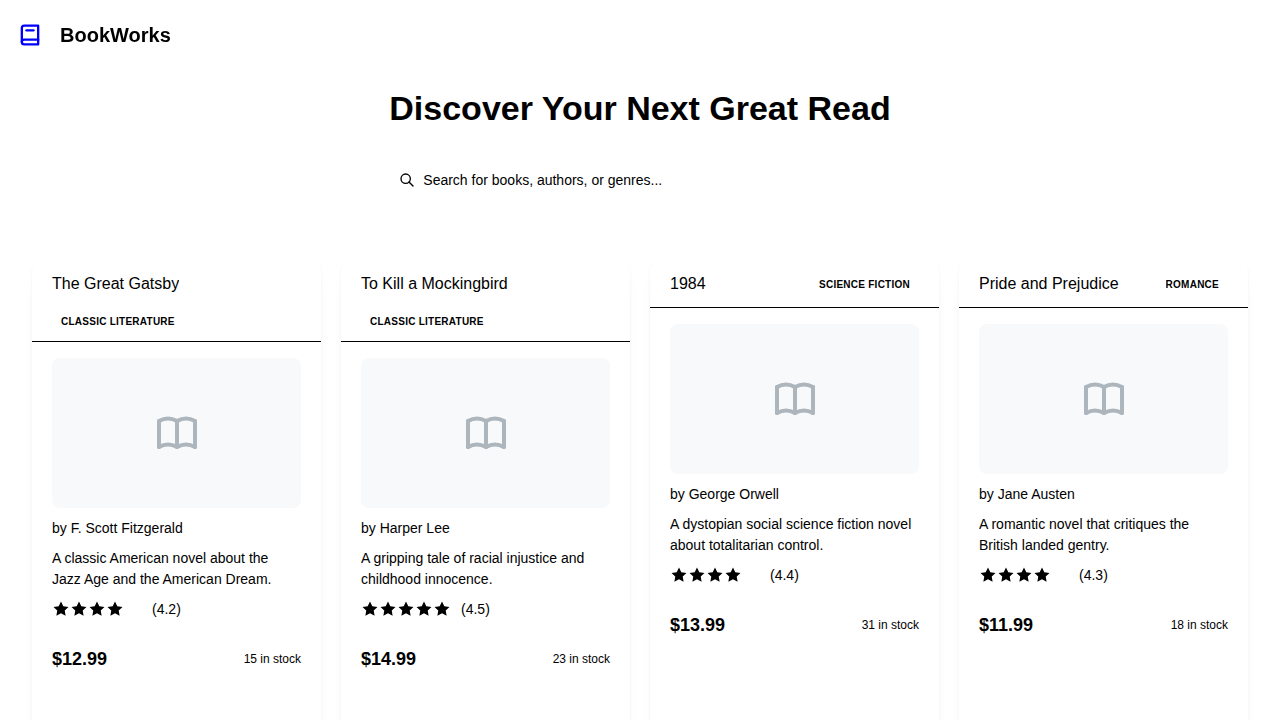 BookWorks
Discover Your Next Great Read
Search for books, authors, or genres...
The Great Gatsby
CLASSIC LITERATURE
by F. Scott Fitzgerald
A classic American novel about the
Jazz Age and the American Dream.
(4.2)
$12.99
15 in stock
To Kill a Mockingbird
CLASSIC LITERATURE
by Harper Lee
A gripping tale of racial injustice and
childhood innocence.
(4.5)
$14.99
23 in stock
1984
SCIENCE FICTION
by George Orwell
A dystopian social science fiction novel
about totalitarian control.
(4.4)
$13.99
31 in stock
Pride and Prejudice
ROMANCE
by Jane Austen
A romantic novel that critiques the
British landed gentry.
(4.3)
$11.99
18 in stock